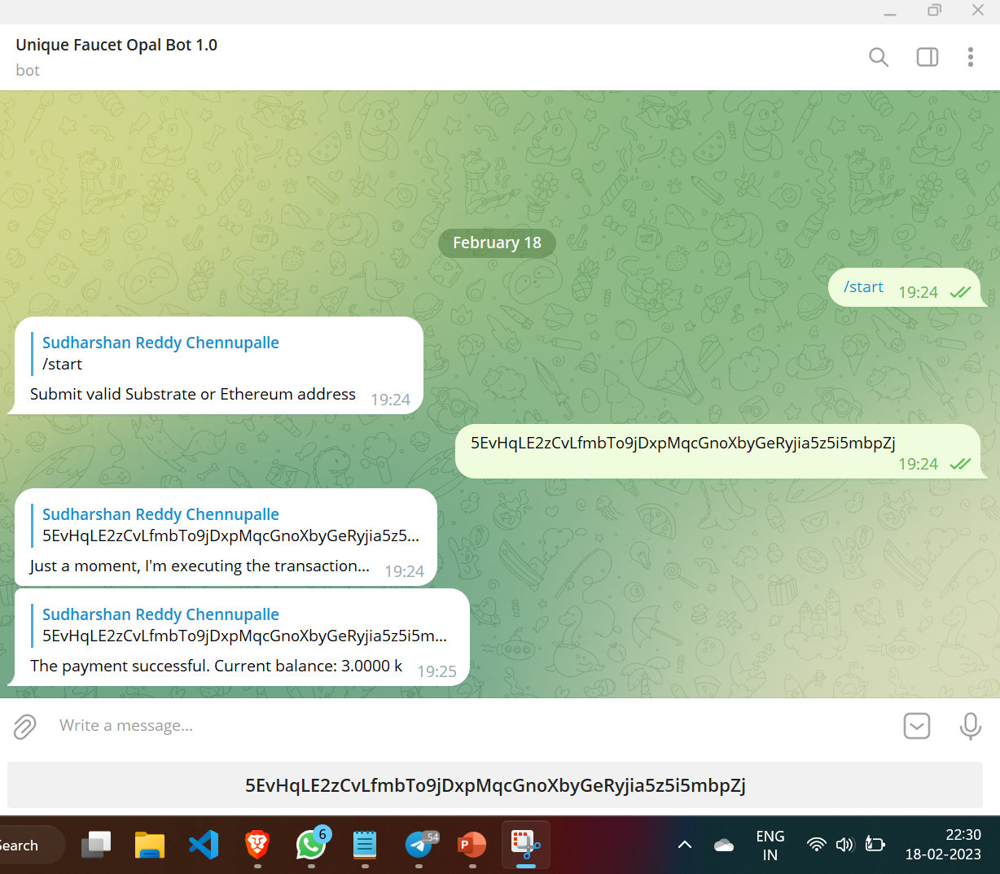 Unique Faucet Opal Bot 1.0
bot
February 18
/start 19:24
Sudharshan Reddy Chennupalle
/start
Submit valid Substrate or Ethereum address 19:24
5EvHqLE2zCvLfmbTo9jDxpMqcGnoXbyGeRyjia5z5i5mbpZj
19:24
Sudharshan Reddy Chennupalle
5EvHqLE2zCvLfmbTo9jDxpMqcGnoXbyGeRyjia5z5...
Just a moment, I'm executing the transaction... 19:24
Sudharshan Reddy Chennupalle
5EvHqLE2zCvLfmbTo9jDxpMqcGnoXbyGeRyjia5z5i5m...
The payment successful. Current balance: 3.0000 k 19:25
Write a message...
5EvHqLE2zCvLfmbTo9jDxpMqcGnoXbyGeRyjia5z5i5mbpZj
Search
6
..54
P
ENG
IN
22:30
18-02-2023